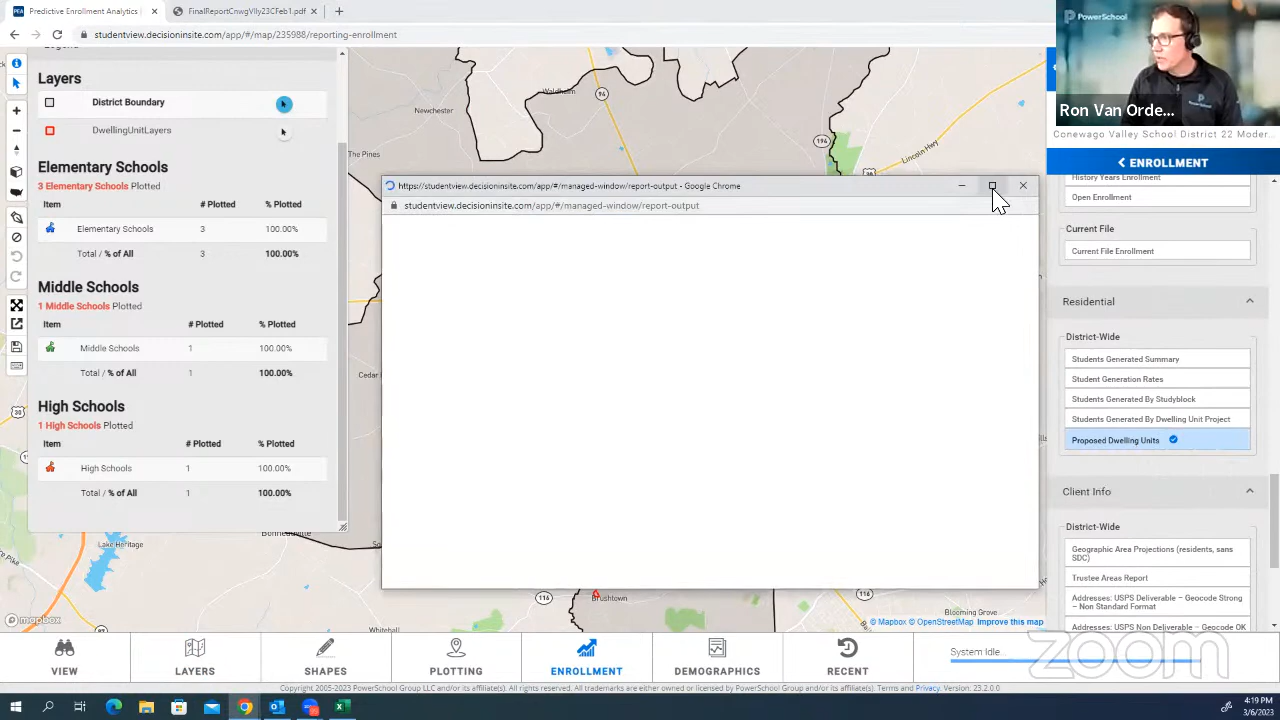 Predictive Enrollment Analytics
FinalReportCnwgVlly23CFeb1.pdf
studentview.decisioninsite.com/app/#/map/235988/reporting-enrollment
PowerSchool
Ron Van Orde...
Conewago Valley School District 22 Moder...
ENROLLMENT
Layers
District Boundary
DwellingUnitLayers
Elementary Schools
3 Elementary Schools Plotted
Item # Plotted % Plotted
Elementary Schools 3 100.00%
Total / % of All 3 100.00%
Middle Schools
1 Middle Schools Plotted
Item # Plotted % Plotted
Middle Schools 1 100.00%
Total / % of All 1 100.00%
High Schools
1 High Schools Plotted
Item # Plotted % Plotted
High Schools 1 100.00%
Total / % of All 1 100.00%
Newchester
The Pines
Waldheim
94
194
Lincoln Hwy
30
Lake Heritage
116
Brushtown
116
Whitehall
Blooming Grove
mapbox
© Mapbox © OpenStreetMap Improve this map
https://studentview.decisioninsite.com/app/#/managed-window/report-output - Google Chrome
studentview.decisioninsite.com/app/#/managed-window/report-output
History Years Enrollment
Open Enrollment
Current File
Current File Enrollment
Residential
District-Wide
Students Generated Summary
Student Generation Rates
Students Generated By Studyblock
Students Generated By Dwelling Unit Project
Proposed Dwelling Units
Client Info
District-Wide
Geographic Area Projections (residents, sans
SDC)
Trustee Areas Report
Addresses: USPS Deliverable – Geocode Strong
– Non Standard Format
Addresses: USPS Non Deliverable – Geocode OK
VIEW
LAYERS
SHAPES
PLOTTING
ENROLLMENT
DEMOGRAPHICS
RECENT
System Idle...
zoom
Copyright 2005-2023 PowerSchool Group LLC and/or its affiliate(s). All rights reserved. All trademarks are either owned or licensed by PowerSchool Group and/or its affiliate(s). Terms and Privacy. Version: 23.2.0.0
4:19 PM
3/6/2023